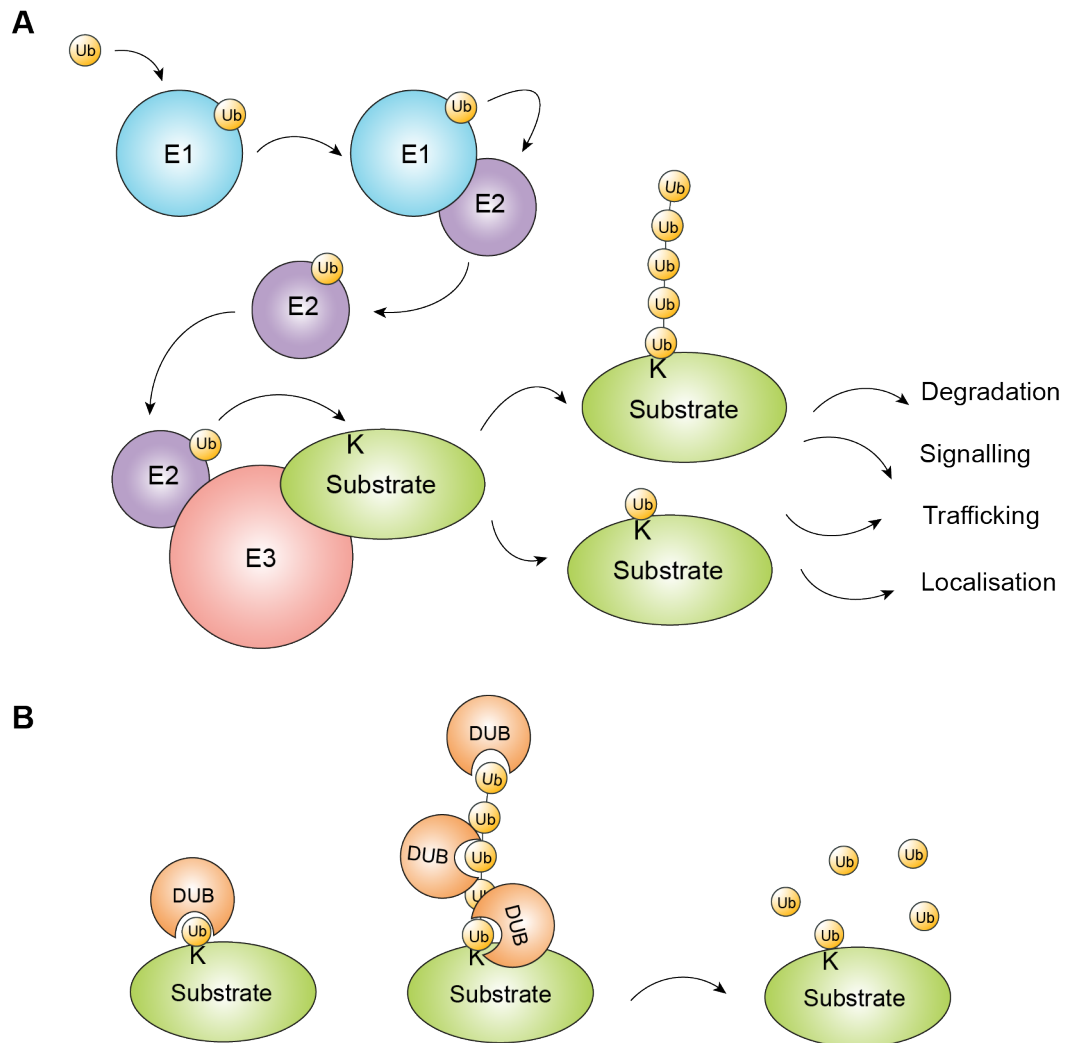 A
Ub
Ub
E1
Ub
E1
E2
Ub
E2
Ub
E2
E3
K
Substrate
Ub
Ub
Ub
Ub
Ub
K
Substrate
Ub
K
Substrate
Degradation
Signalling
Trafficking
Localisation
B
DUB
Ub
K
Substrate
DUB
Ub
Ub
DUB
Ub
Ub
DUB
Ub
K
Substrate
Ub
Ub
Ub
Ub
Ub
K
Substrate